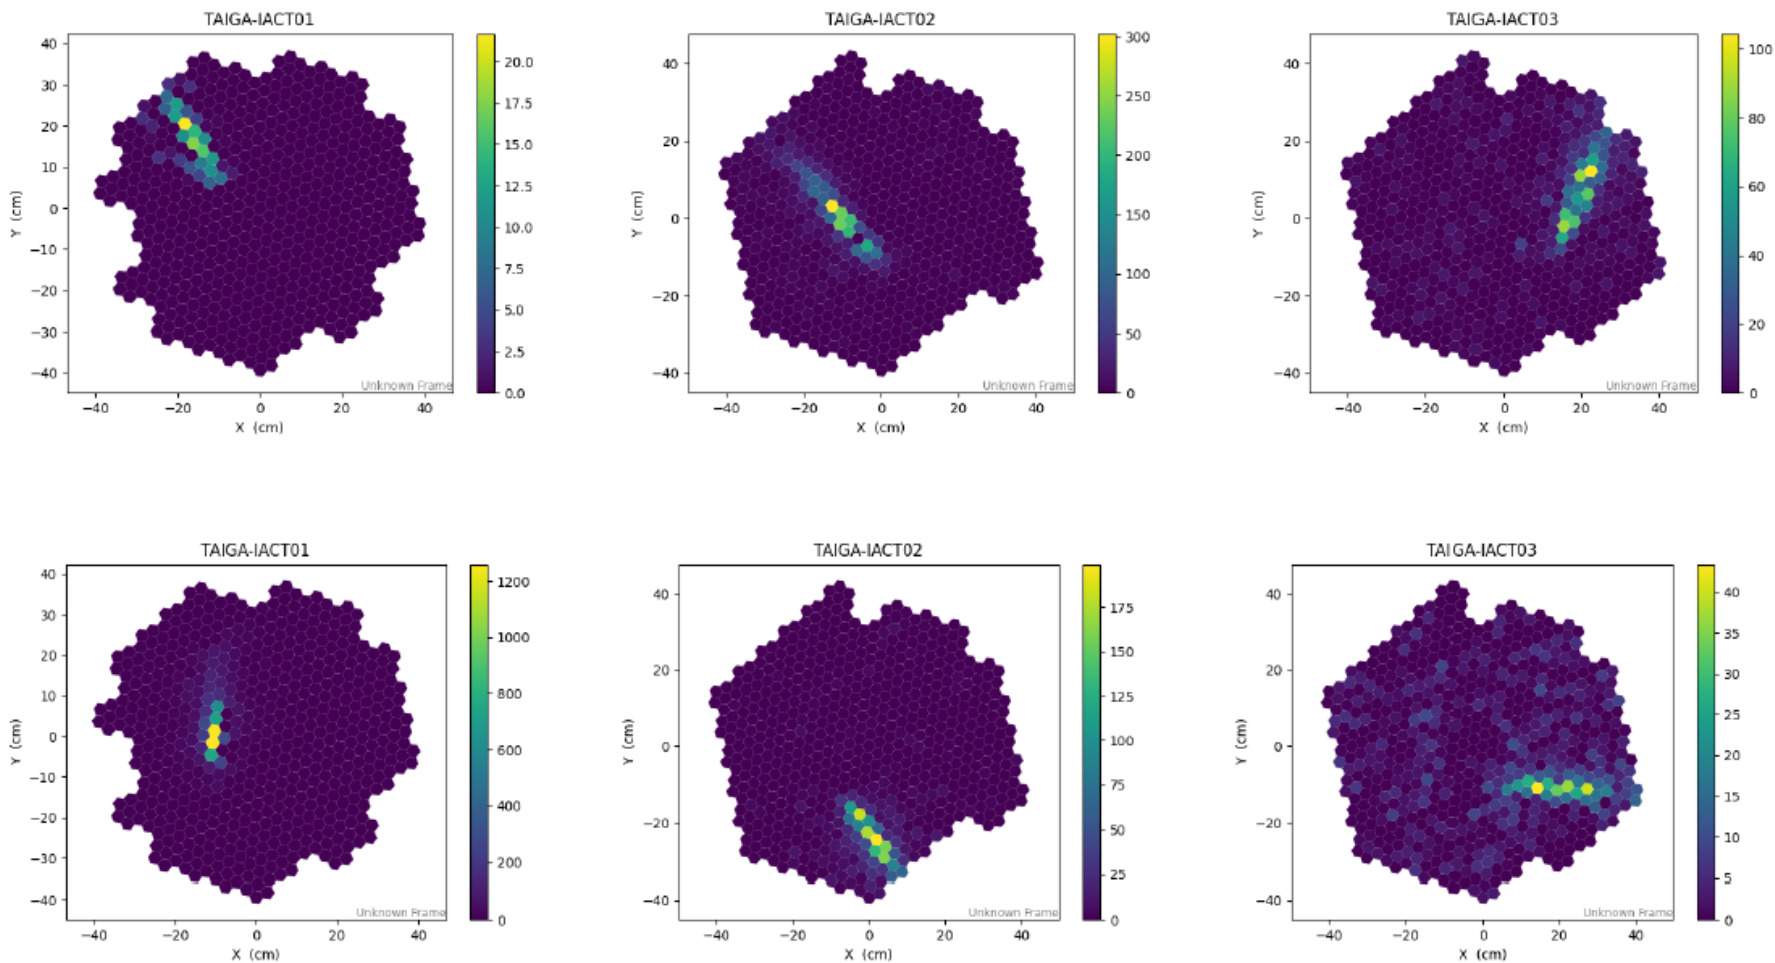 TAIGA-IACT01
40
30
20
10
0
−10
−20
−30
−40
Y (cm)
−40 −20 0 20 40
X (cm)
Unknown Frame
20.0
17.5
15.0
12.5
10.0
7.5
5.0
2.5
0.0
TAIGA-IACT02
40
20
0
−20
−40
Y (cm)
−40 −20 0 20 40
X (cm)
Unknown Frame
300
250
200
150
100
50
0
TAIGA-IACT03
40
20
0
−20
−40
Y (cm)
−40 −20 0 20 40
X (cm)
Unknown Frame
100
80
60
40
20
0
TAIGA-IACT01
40
30
20
10
0
−10
−20
−30
−40
Y (cm)
−40 −20 0 20 40
X (cm)
Unknown Frame
1200
1000
800
600
400
200
0
TAIGA-IACT02
40
20
0
−20
−40
Y (cm)
−40 −20 0 20 40
X (cm)
Unknown Frame
175
150
125
100
75
50
25
0
TAIGA-IACT03
40
20
0
−20
−40
Y (cm)
−40 −20 0 20 40
X (cm)
Unknown Frame
40
35
30
25
20
15
10
5
0